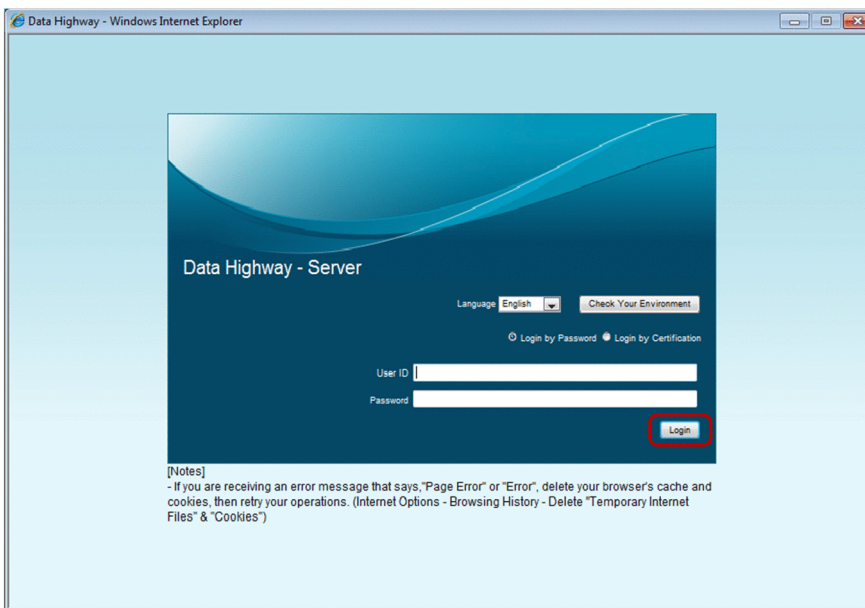 Data Highway - Windows Internet Explorer
Data Highway - Server
Language English Check Your Environment
Login by Password Login by Certification
User ID
Password
Login
[Notes]
- If you are receiving an error message that says,"Page Error" or "Error", delete your browser's cache and
cookies, then retry your operations. (Internet Options - Browsing History - Delete "Temporary Internet
Files" & "Cookies")